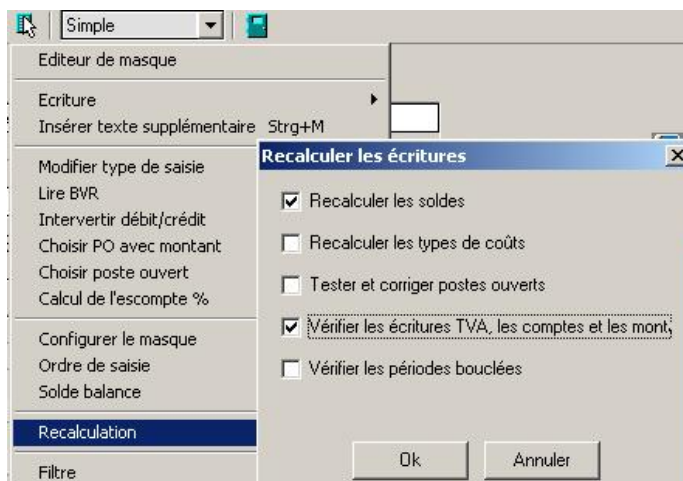 Simple
Editeur de masque
Ecriture
Insérer texte supplémentaire Strg+M
Modifier type de saisie
Lire BVR
Intervertir débit/crédit
Choisir PO avec montant
Choisir poste ouvert
Calcul de l'escompte %
Configurer le masque
Ordre de saisie
Solde balance
Recalculation
Filtre
Recalculer les écritures
Recalculer les soldes
Recalculer les types de coûts
Tester et corriger postes ouverts
Vérifier les écritures TVA, les comptes et les mont,
Vérifier les périodes bouclées
Ok
Annuler